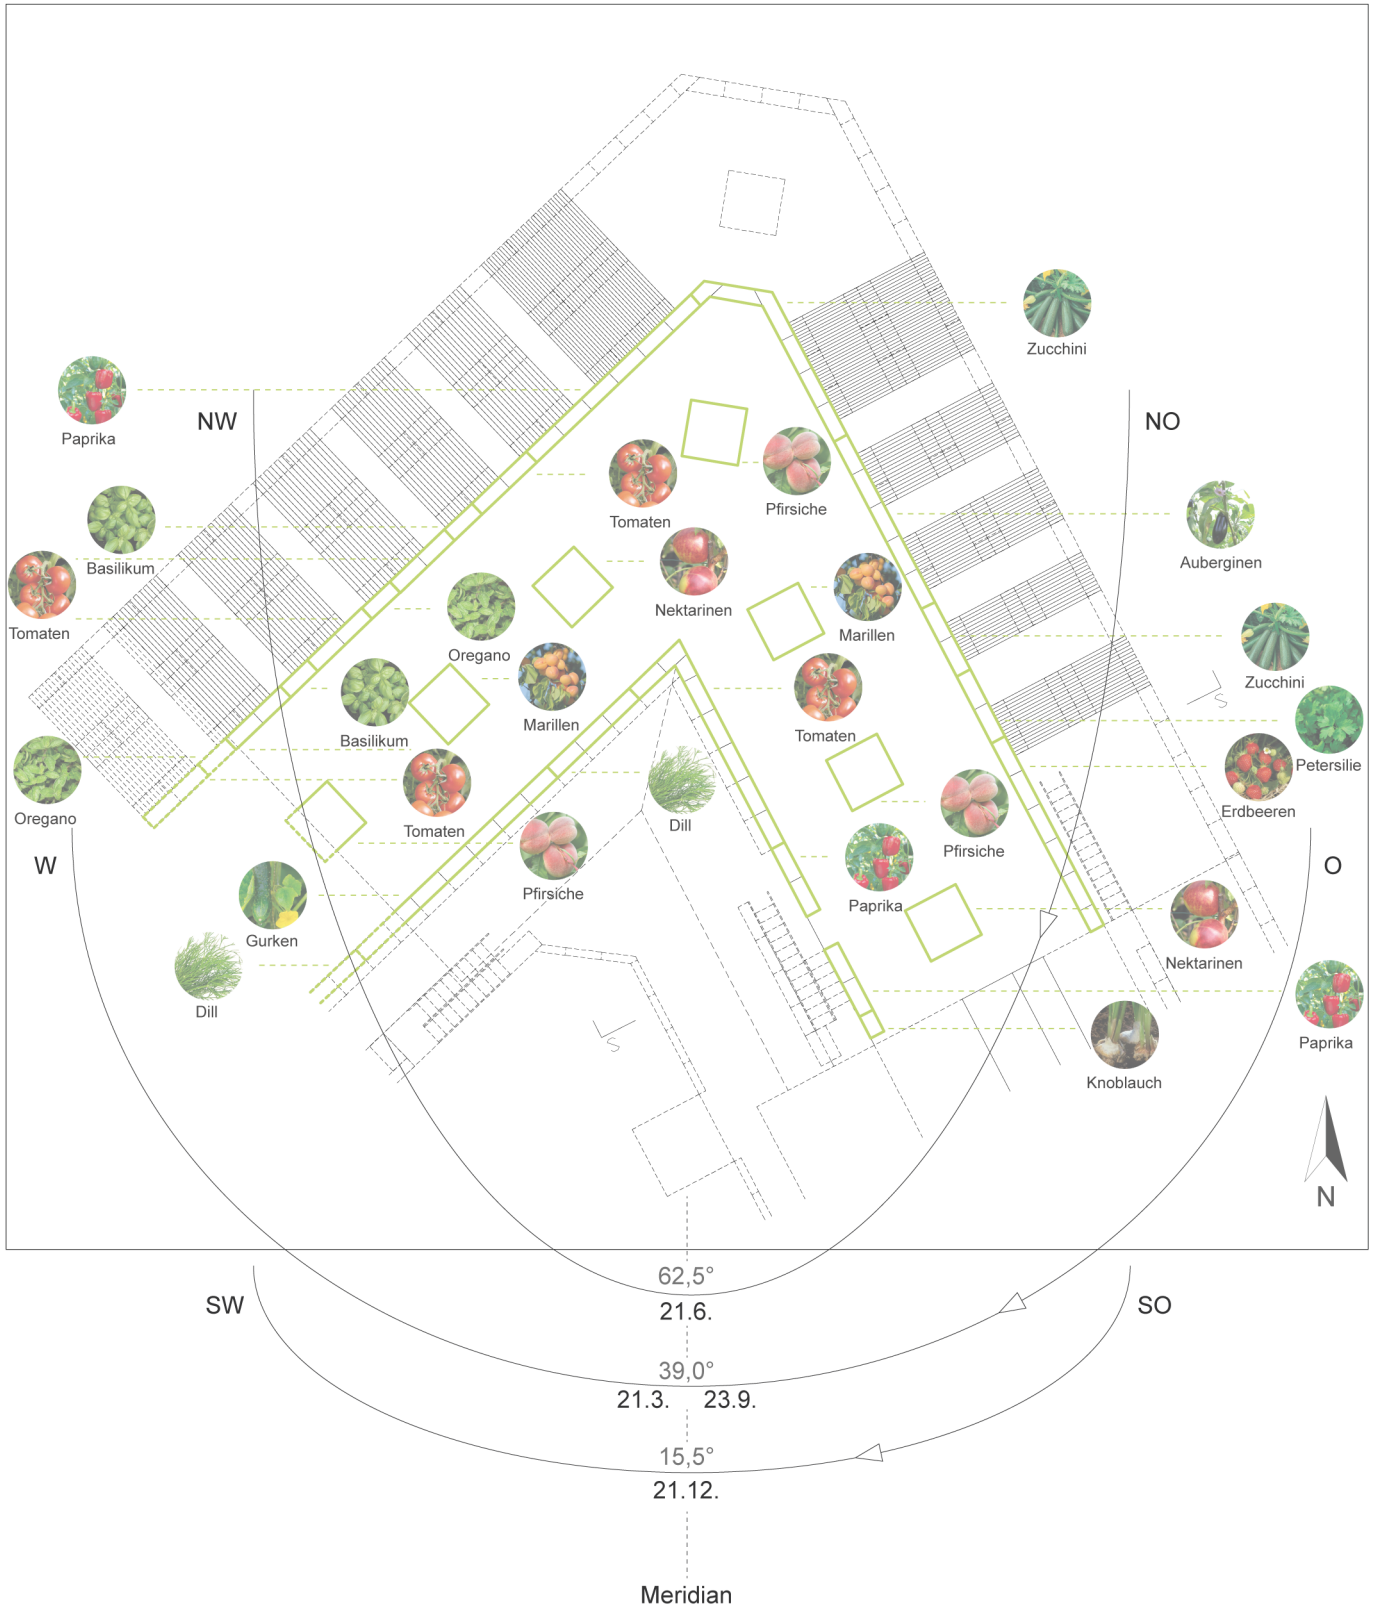 Zucchini
NW
NO
Paprika
Tomaten
Pfirsiche
Auberginen
Basilikum
Nektarinen
Marillen
Tomaten
Oregano
Zucchini
Marillen
Tomaten
Basilikum
Petersilie
Oregano
Tomaten
Dill
Erdbeeren
Pfirsiche
W
O
Pfirsiche
Paprika
Gurken
Nektarinen
Dill
S
S
Paprika
Knoblauch
N
62,5°
SW
21.6.
SO
39,0°
21.3. 23.9.
15,5°
21.12.
Meridian